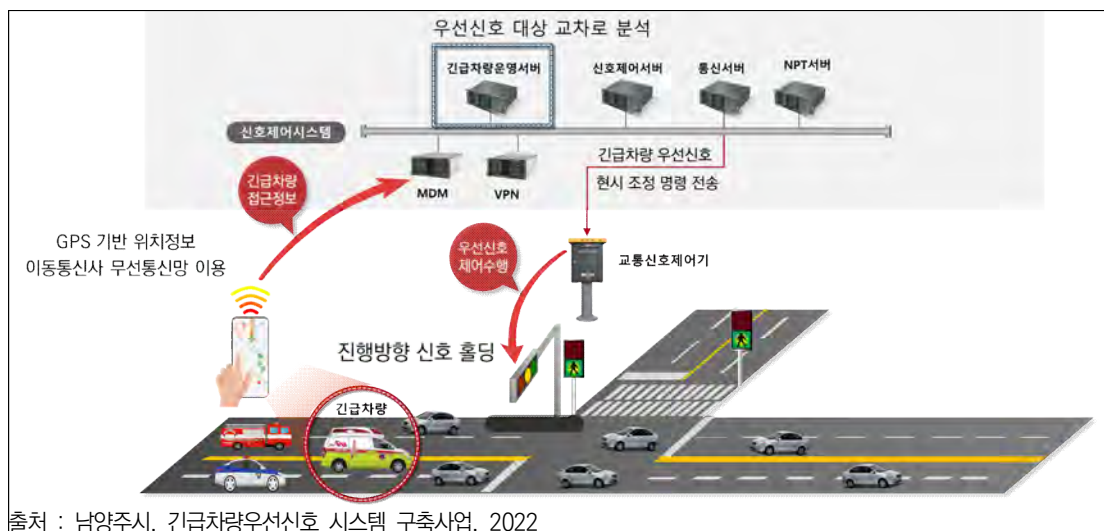 우선신호 대상 교차로 분석
긴급차량운영서버
신호제어서버
통신서버
NPT서버
신호제어시스템
MDM
VPN
긴급차량 우선신호
현시 조정 명령 전송
긴급차량
접근정보
GPS 기반 위치정보
이동통신사 무선통신망 이용
우선신호
제어수행
교통신호제어기
진행방향 신호 홀딩
긴급차량
출처 : 남양주시, 긴급차량우선신호 시스템 구축사업, 2022